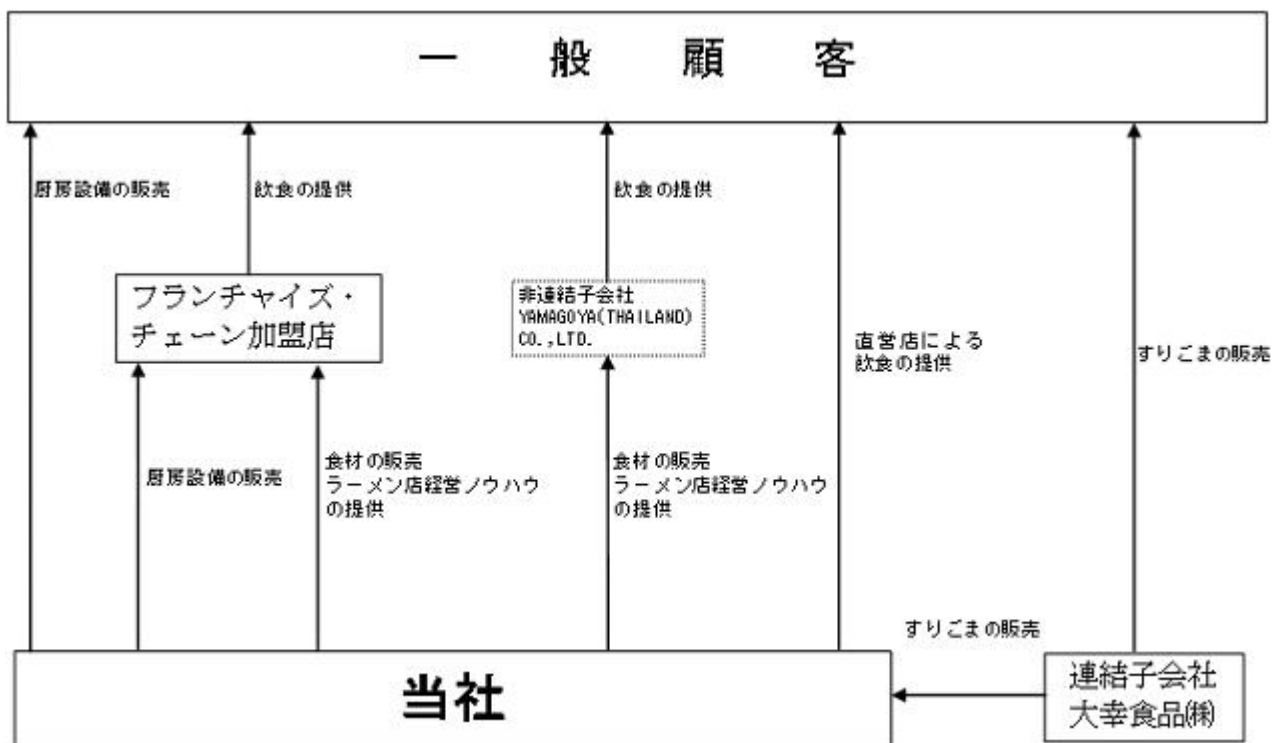 一般顧客
厨房設備の販売
飲食の提供
飲食の提供
フランチャイズ・
チェーン加盟店
非連結子会社
YAMAGOYA(THAILAND)
CO.,LTD.
直営店による
飲食の提供
すりごまの販売
厨房設備の販売
食材の販売
ラーメン店経営ノウハウ
の提供
食材の販売
ラーメン店経営ノウハウ
の提供
すりごまの販売
当社
連結子会社
大幸食品㈱